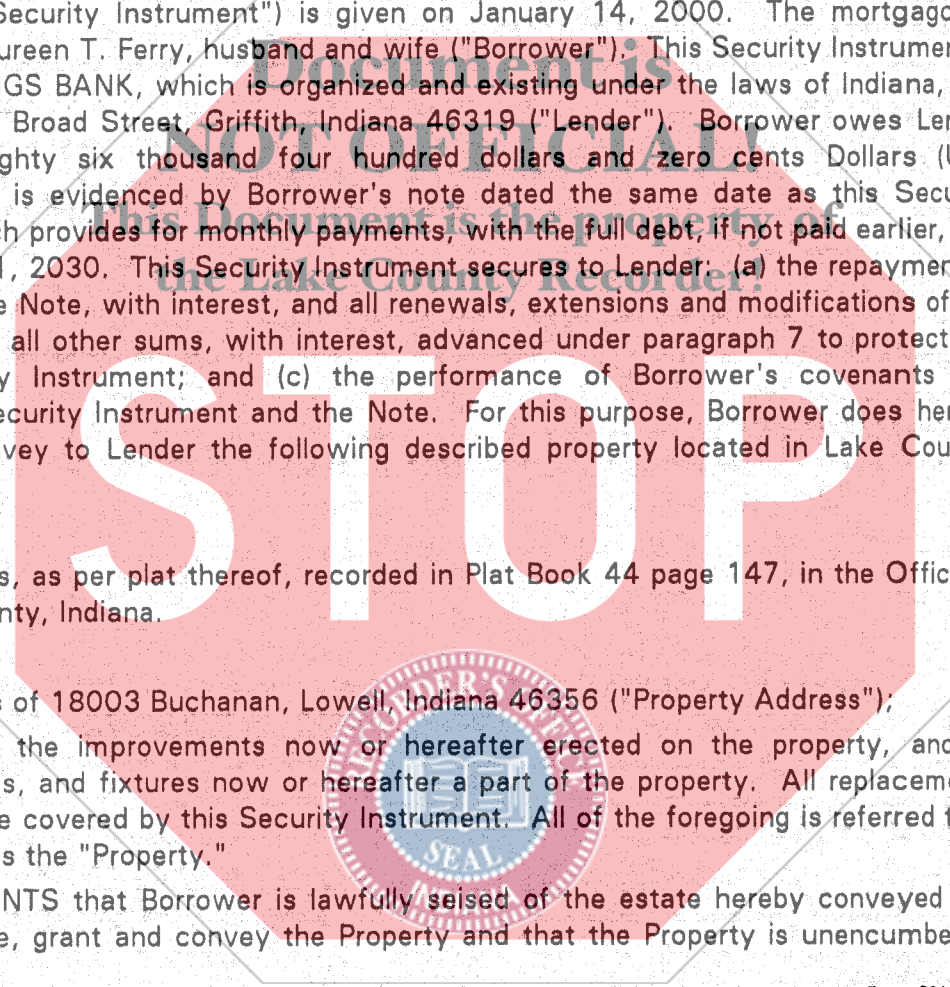 Security Instrument") is given on January 14, 2000. The mortgag
ureen T. Ferry, husband and wife ("Borrower"). This Security Instrume
Document is
GS BANK, which is organized and existing under the laws of Indiana,
Broad Street, Griffith, Indiana 46319 ("Lender"). Borrower owes Len
NOT OFFICIAL!
ghty six thousand four hundred dollars and zero cents Dollars (U
is evidenced by Borrower's note dated the same date as this Secu
This Document is the property of
h provides for monthly payments, with the full debt, if not paid earlier,
1, 2030. This Security Instrument secures to Lender: (a) the repaymen
the Lake County Recorder!
e Note, with interest, and all renewals, extensions and modifications of
all other sums, with interest, advanced under paragraph 7 to protect
y Instrument; and (c) the performance of Borrower's covenants
ecurity Instrument and the Note. For this purpose, Borrower does her
vey to Lender the following described property located in Lake Cou
STOP
s, as per plat thereof, recorded in Plat Book 44 page 147, in the Offic
nty, Indiana.
s of 18003 Buchanan, Lowell, Indiana 46356 ("Property Address");
the improvements now or hereafter erected on the property, and
s, and fixtures now or hereafter a part of the property. All replaceme
e covered by this Security Instrument. All of the foregoing is referred t
s the "Property."
RECORDER'S OFFICE
SEAL
INDIANA
NTS that Borrower is lawfully seised of the estate hereby conveyed
e, grant and convey the Property and that the Property is unencumbe